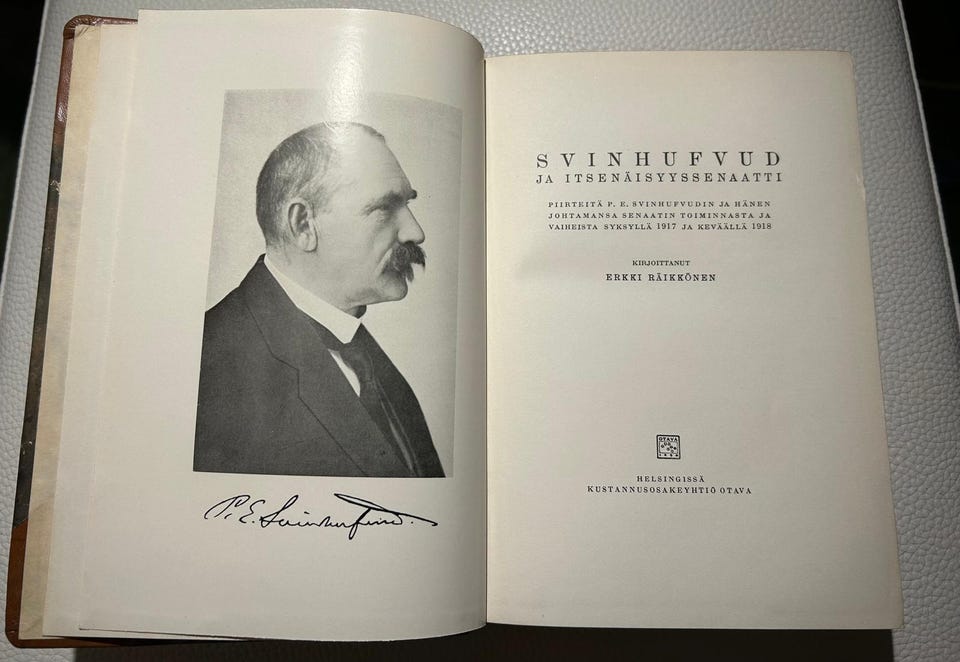 P. E. Svinhufvud.
SVINHUFVUD
JA ITSENÄISYYSSENAATTI
PIIRTEITÄ P. E. SVINHUFVUDIN JA HÄNEN
JOHTAMANSA SENAATIN TOIMINNASTA JA
VAIHEISTA SYKSYLLÄ 1917 JA KEVÄÄLLÄ 1918
KIRJOITTANUT
ERKKI RÄIKKÖNEN
OTAVA
HELSINGISSÄ
KUSTANNUSOSAKEYHTIÖ OTAVA